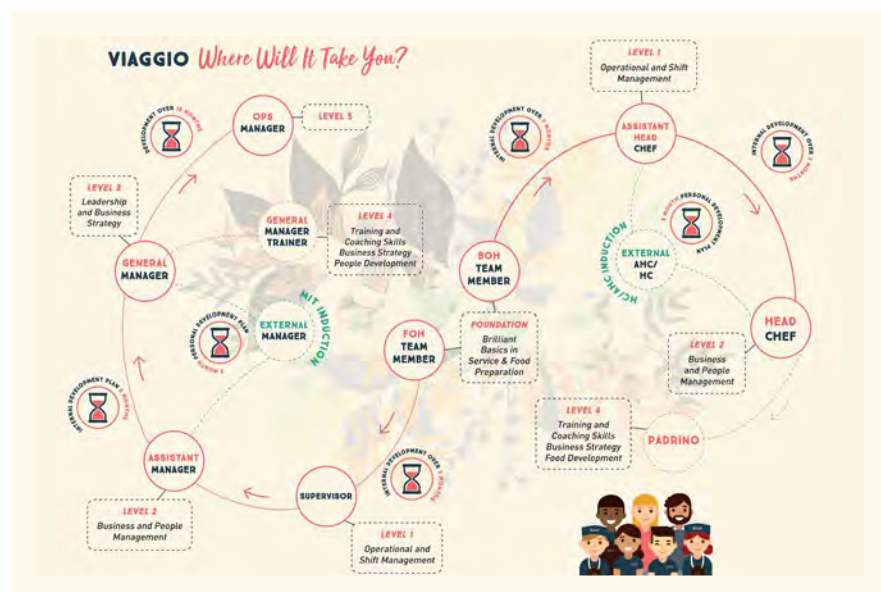 VIAGGIO Where Will It Take You?
LEVEL 1
Operational and Shift
Management
DEVELOPMENT OVER MONTHS
OPS
MANAGER
LEVEL 5
INTERNAL DEVELOPMENT OVER MONTHS
ASSISTANT
HEAD
CHEF
INTERNAL DEVELOPMENT OVER MONTHS
LEVEL 3
Leadership
and Business
Strategy
GENERAL
MANAGER
TRAINER
LEVEL 4
Training and
Coaching Skills
Business Strategy
People Development
MONTH PERSONAL DEVELOPMENT PLAN
GENERAL
MANAGER
BOH
TEAM
MEMBER
HC/AHC INDUCTION
EXTERNAL
AHC/
HC
EXTERNAL
MANAGER
MIT INDUCTION
MONTH PERSONAL DEVELOPMENT PLAN
FOH
TEAM
MEMBER
FOUNDATION
Brilliant
Basics in
Service & Food
Preparation
HEAD
CHEF
LEVEL 2
Business
and People
Management
INTERNAL DEVELOPMENT PLAN MONTHS
LEVEL 4
Training and
Coaching Skills
Business Strategy
Food Development
PADRINO
ASSISTANT
MANAGER
INTERNAL DEVELOPMENT OVER MONTHS
SUPERVISOR
LEVEL 2
Business and People
Management
LEVEL 1
Operational and
Shift Management